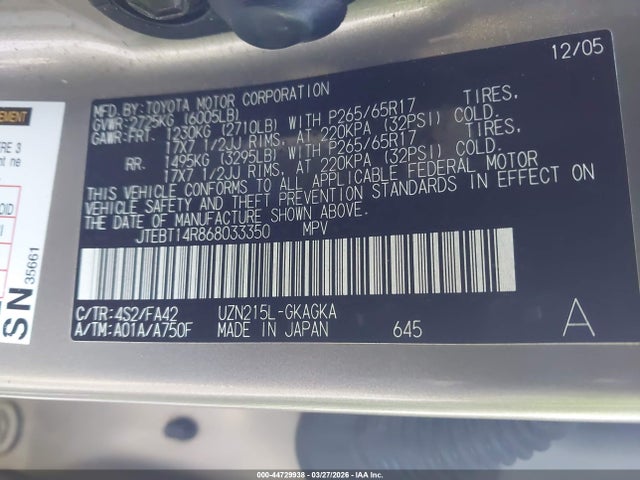 12/05
MFD. BY: TOYOTA MOTOR CORPORATION
GVWR: 2725KG (6005LB)
GAWR:FRT. 1230KG (2710LB) WITH P265/65R17 TIRES,
17X7 1/2JJ RIMS, AT 220KPA (32PSI) COLD.
RR. 1495KG (3295LB) WITH P265/65R17 TIRES,
17X7 1/2JJ RIMS, AT 220KPA (32PSI) COLD.
THIS VEHICLE CONFORMS TO ALL APPLICABLE FEDERAL MOTOR
VEHICLE SAFETY AND THEFT PREVENTION STANDARDS IN EFFECT ON
THE DATE OF MANUFACTURE SHOWN ABOVE.
JTEBT14R868033350 MPV
C/TR: 4S2/FA42 UZN215L-GKAGKA
A/TM: A01A/A750F MADE IN JAPAN 645 A
SN 35661
000-44729938 - 03/27/2026 - IAA Inc.